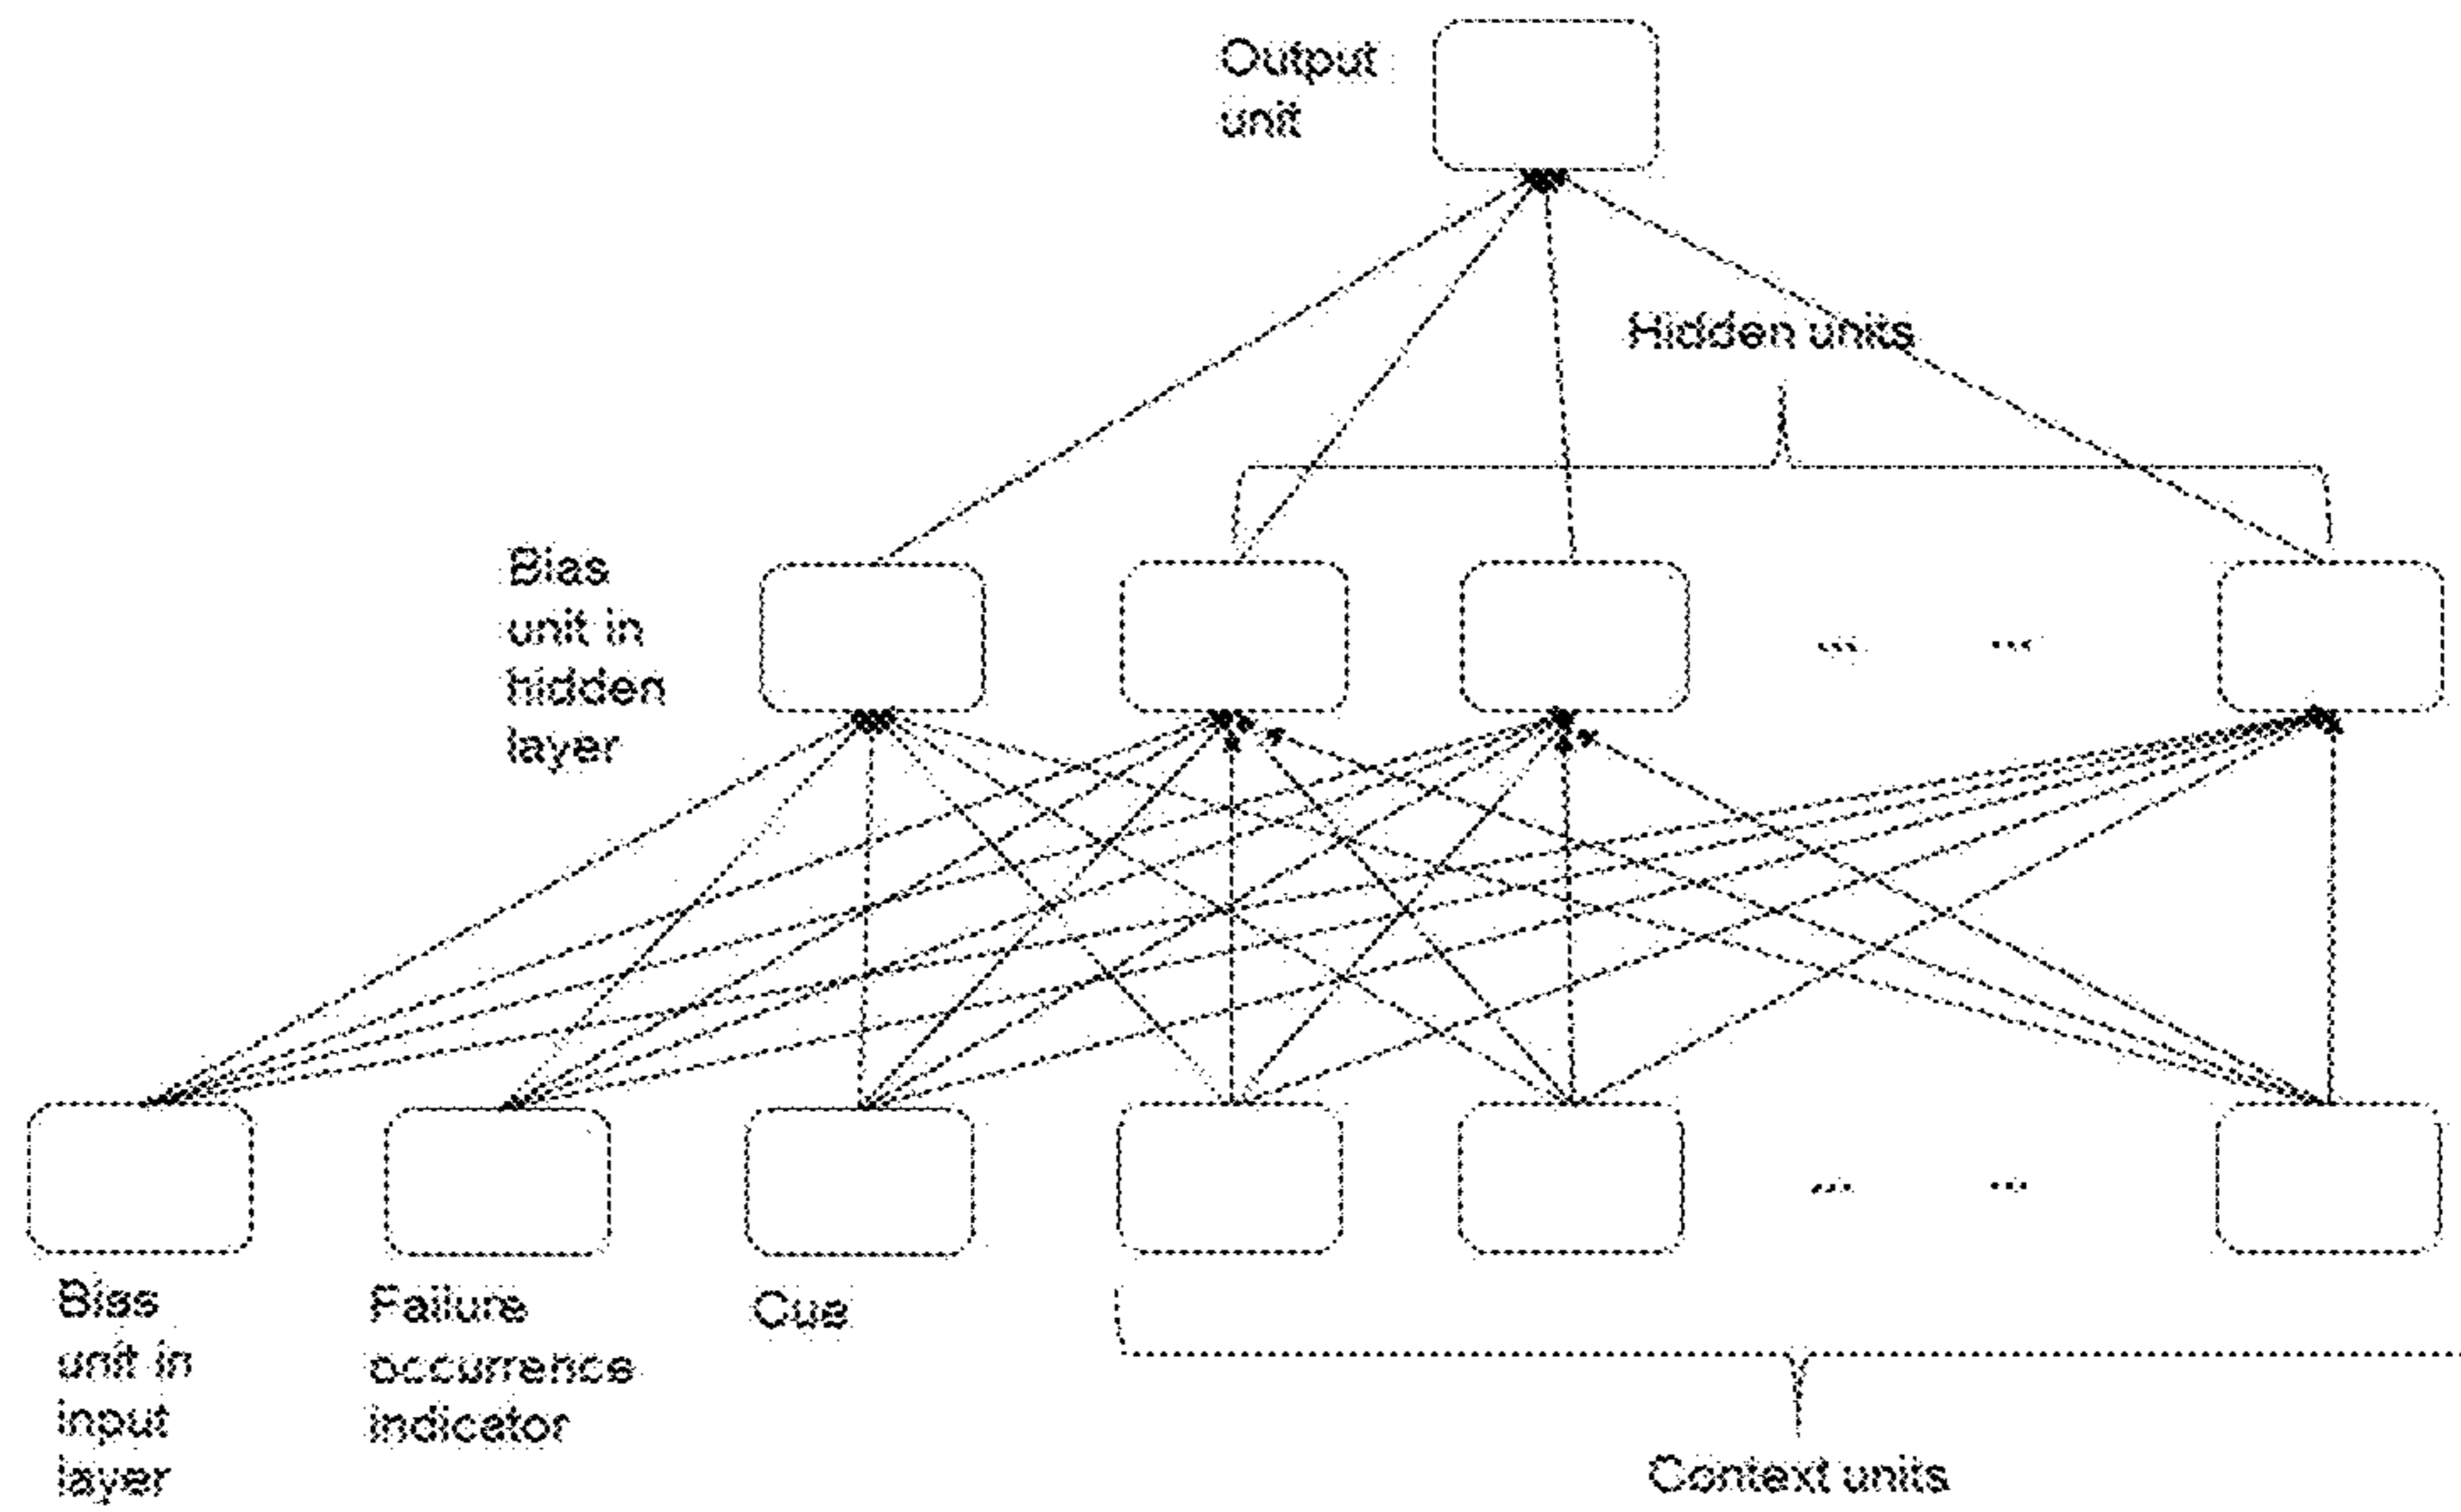 Output
unit
Hidden units
Bias
unit in
hidden
layer
... ...
... ...
Bias
unit in
input
layer
Failure
occurrence
indicator
Cue
Context units